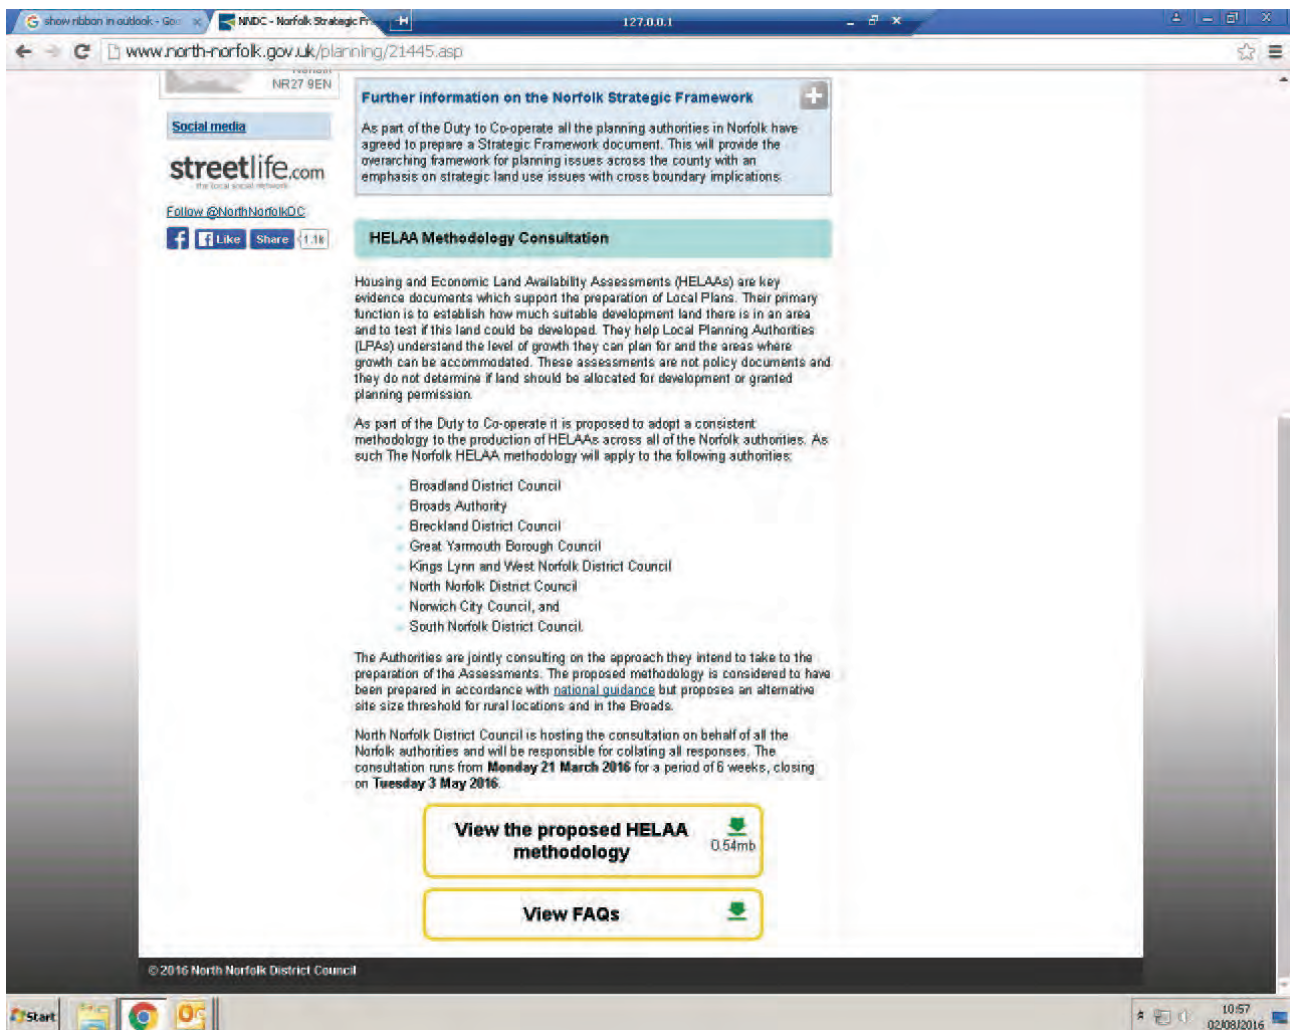 show ribbon in outlook - Goo
NNDC - Norfolk Strategic Fr
127.0.0.1
www.north-norfolk.gov.uk/planning/21445.asp
Norfolk
NR27 9EN
Social media
streetlife.com
the local social network
Follow @NorthNorfolkDC
Like Share 1.1k
Further information on the Norfolk Strategic Framework
As part of the Duty to Co-operate all the planning authorities in Norfolk have
agreed to prepare a Strategic Framework document. This will provide the
overarching framework for planning issues across the county with an
emphasis on strategic land use issues with cross boundary implications.
HELAA Methodology Consultation
Housing and Economic Land Availability Assessments (HELAAs) are key
evidence documents which support the preparation of Local Plans. Their primary
function is to establish how much suitable development land there is in an area
and to test if this land could be developed. They help Local Planning Authorities
(LPAs) understand the level of growth they can plan for and the areas where
growth can be accommodated. These assessments are not policy documents and
they do not determine if land should be allocated for development or granted
planning permission.
As part of the Duty to Co-operate it is proposed to adopt a consistent
methodology to the production of HELAAs across all of the Norfolk authorities. As
such The Norfolk HELAA methodology will apply to the following authorities:
Broadland District Council
Broads Authority
Breckland District Council
Great Yarmouth Borough Council
Kings Lynn and West Norfolk District Council
North Norfolk District Council
Norwich City Council, and
South Norfolk District Council.
The Authorities are jointly consulting on the approach they intend to take to the
preparation of the Assessments. The proposed methodology is considered to have
been prepared in accordance with national guidance but proposes an alternative
site size threshold for rural locations and in the Broads.
North Norfolk District Council is hosting the consultation on behalf of all the
Norfolk authorities and will be responsible for collating all responses. The
consultation runs from Monday 21 March 2016 for a period of 6 weeks, closing
on Tuesday 3 May 2016.
View the proposed HELAA
methodology
0.54mb
View FAQs
© 2016 North Norfolk District Council
Start
10:57
02/08/2016